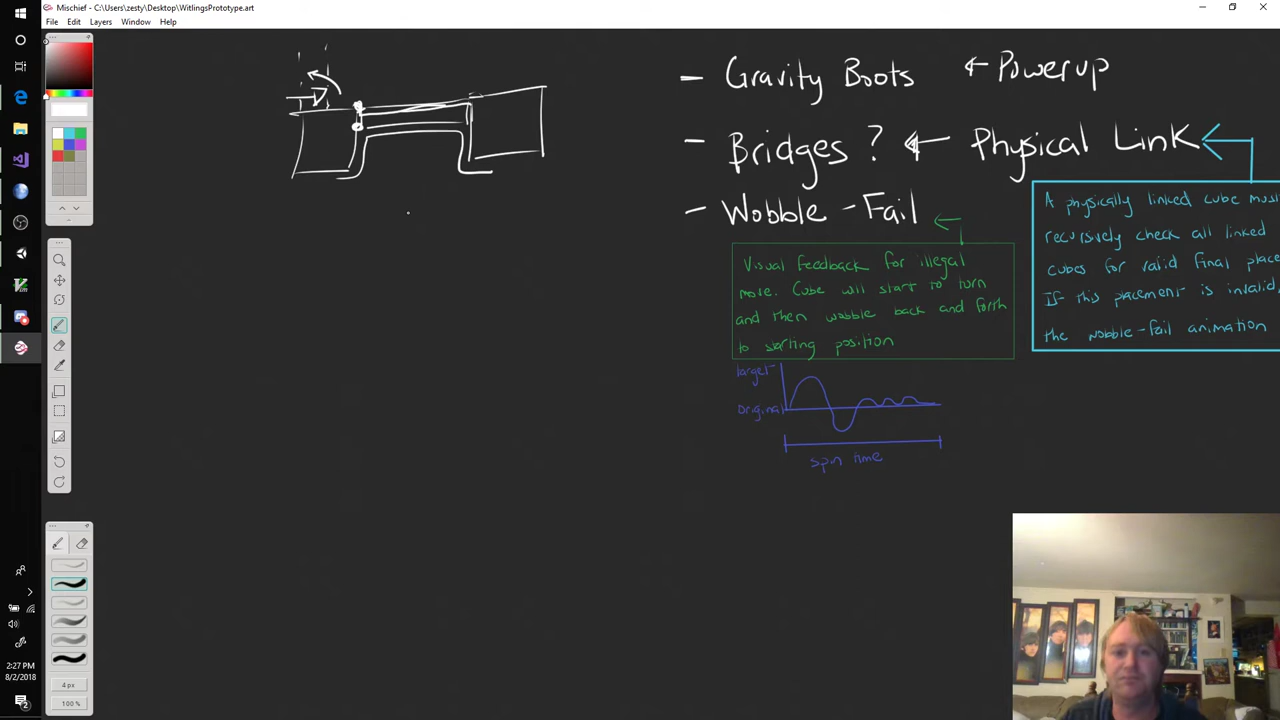 Mischief - C:\Users\zesty\Desktop\WitlingsPrototype.art
File Edit Layers Window Help
- Gravity Boots ← Powerup
- Bridges? ← Physical Link
- Wobble-Fail
A physically linked cube must
recursively check all linked
cubes for valid final place
If this placement is invalid,
the wobble-fail animation
Visual Feedback for illegal
move. Cube will start to turn
and then wobble back and forth
to starting position
target
original
spin time
4 px
100 %
2:27 PM
8/2/2018
2